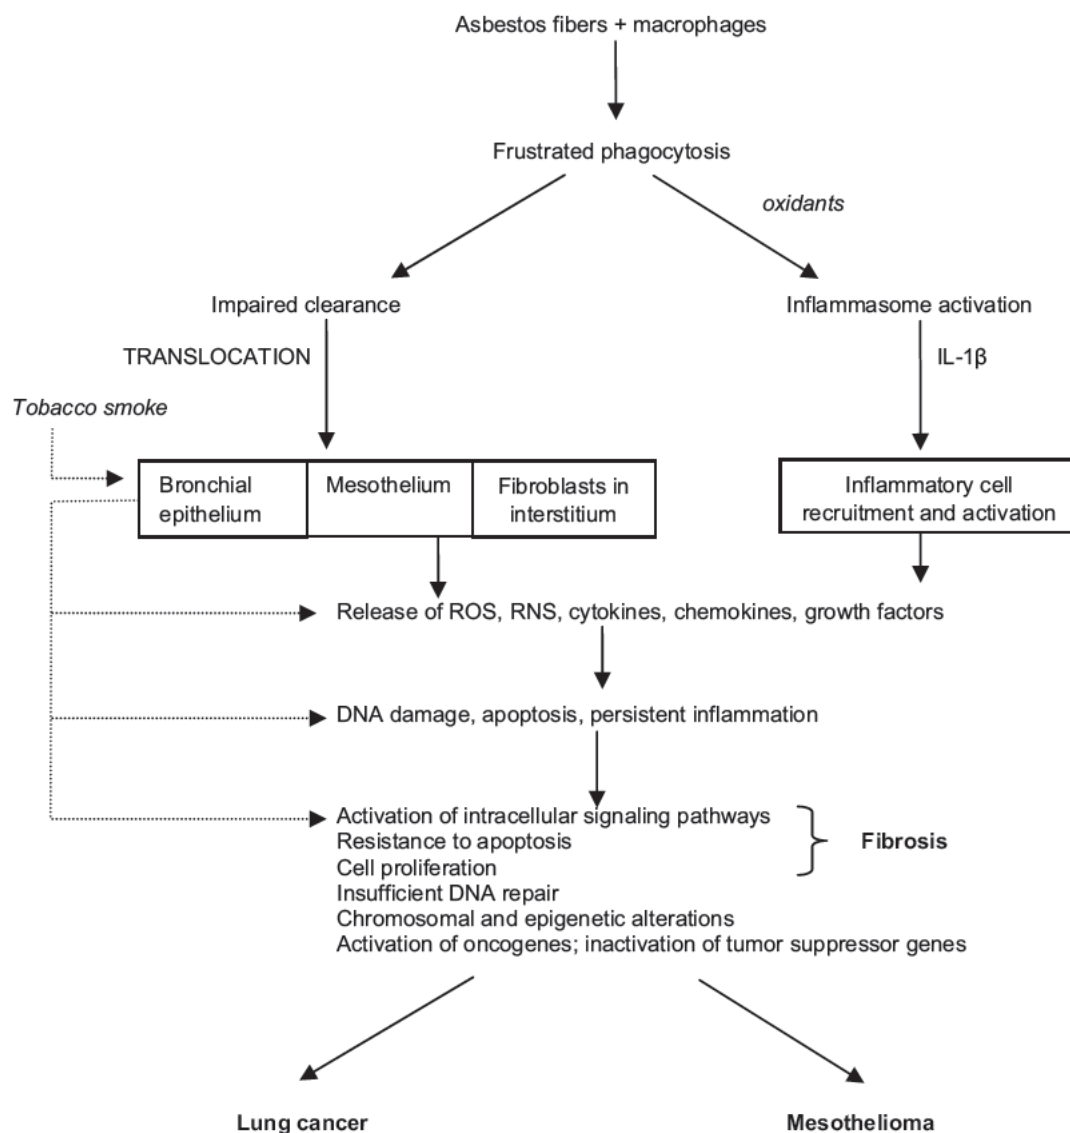 Asbestos fibers + macrophages
Frustrated phagocytosis
oxidants
Impaired clearance
Inflammasome activation
TRANSLOCATION
IL-1β
Tobacco smoke
Bronchial
epithelium
Mesothelium
Fibroblasts in
interstitium
Inflammatory cell
recruitment and activation
Release of ROS, RNS, cytokines, chemokines, growth factors
DNA damage, apoptosis, persistent inflammation
Activation of intracellular signaling pathways
Resistance to apoptosis
Cell proliferation
Fibrosis
Insufficient DNA repair
Chromosomal and epigenetic alterations
Activation of oncogenes; inactivation of tumor suppressor genes
Lung cancer
Mesothelioma